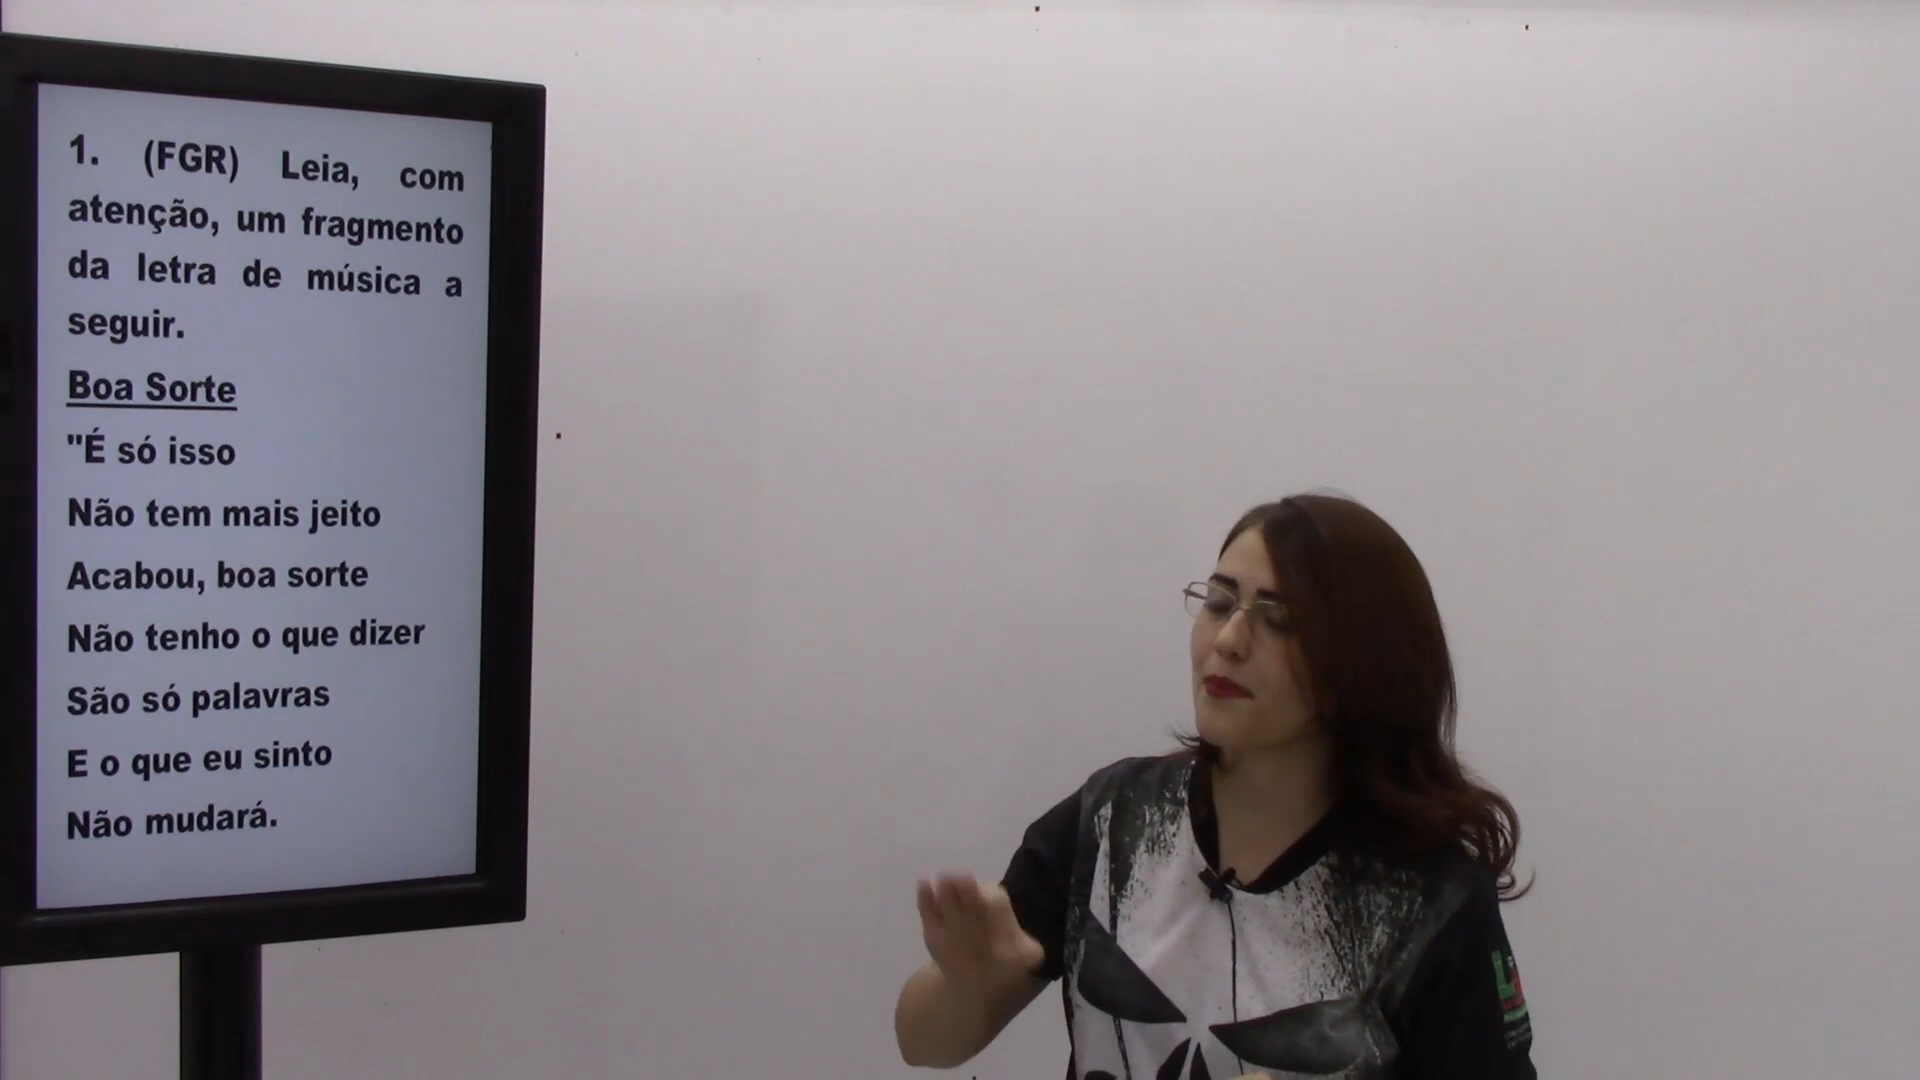 1. (FGR) Leia, com
atenção, um fragmento
da letra de música a
seguir.
Boa Sorte
"É só isso
Não tem mais jeito
Acabou, boa sorte
Não tenho o que dizer
São só palavras
E o que eu sinto
Não mudará.